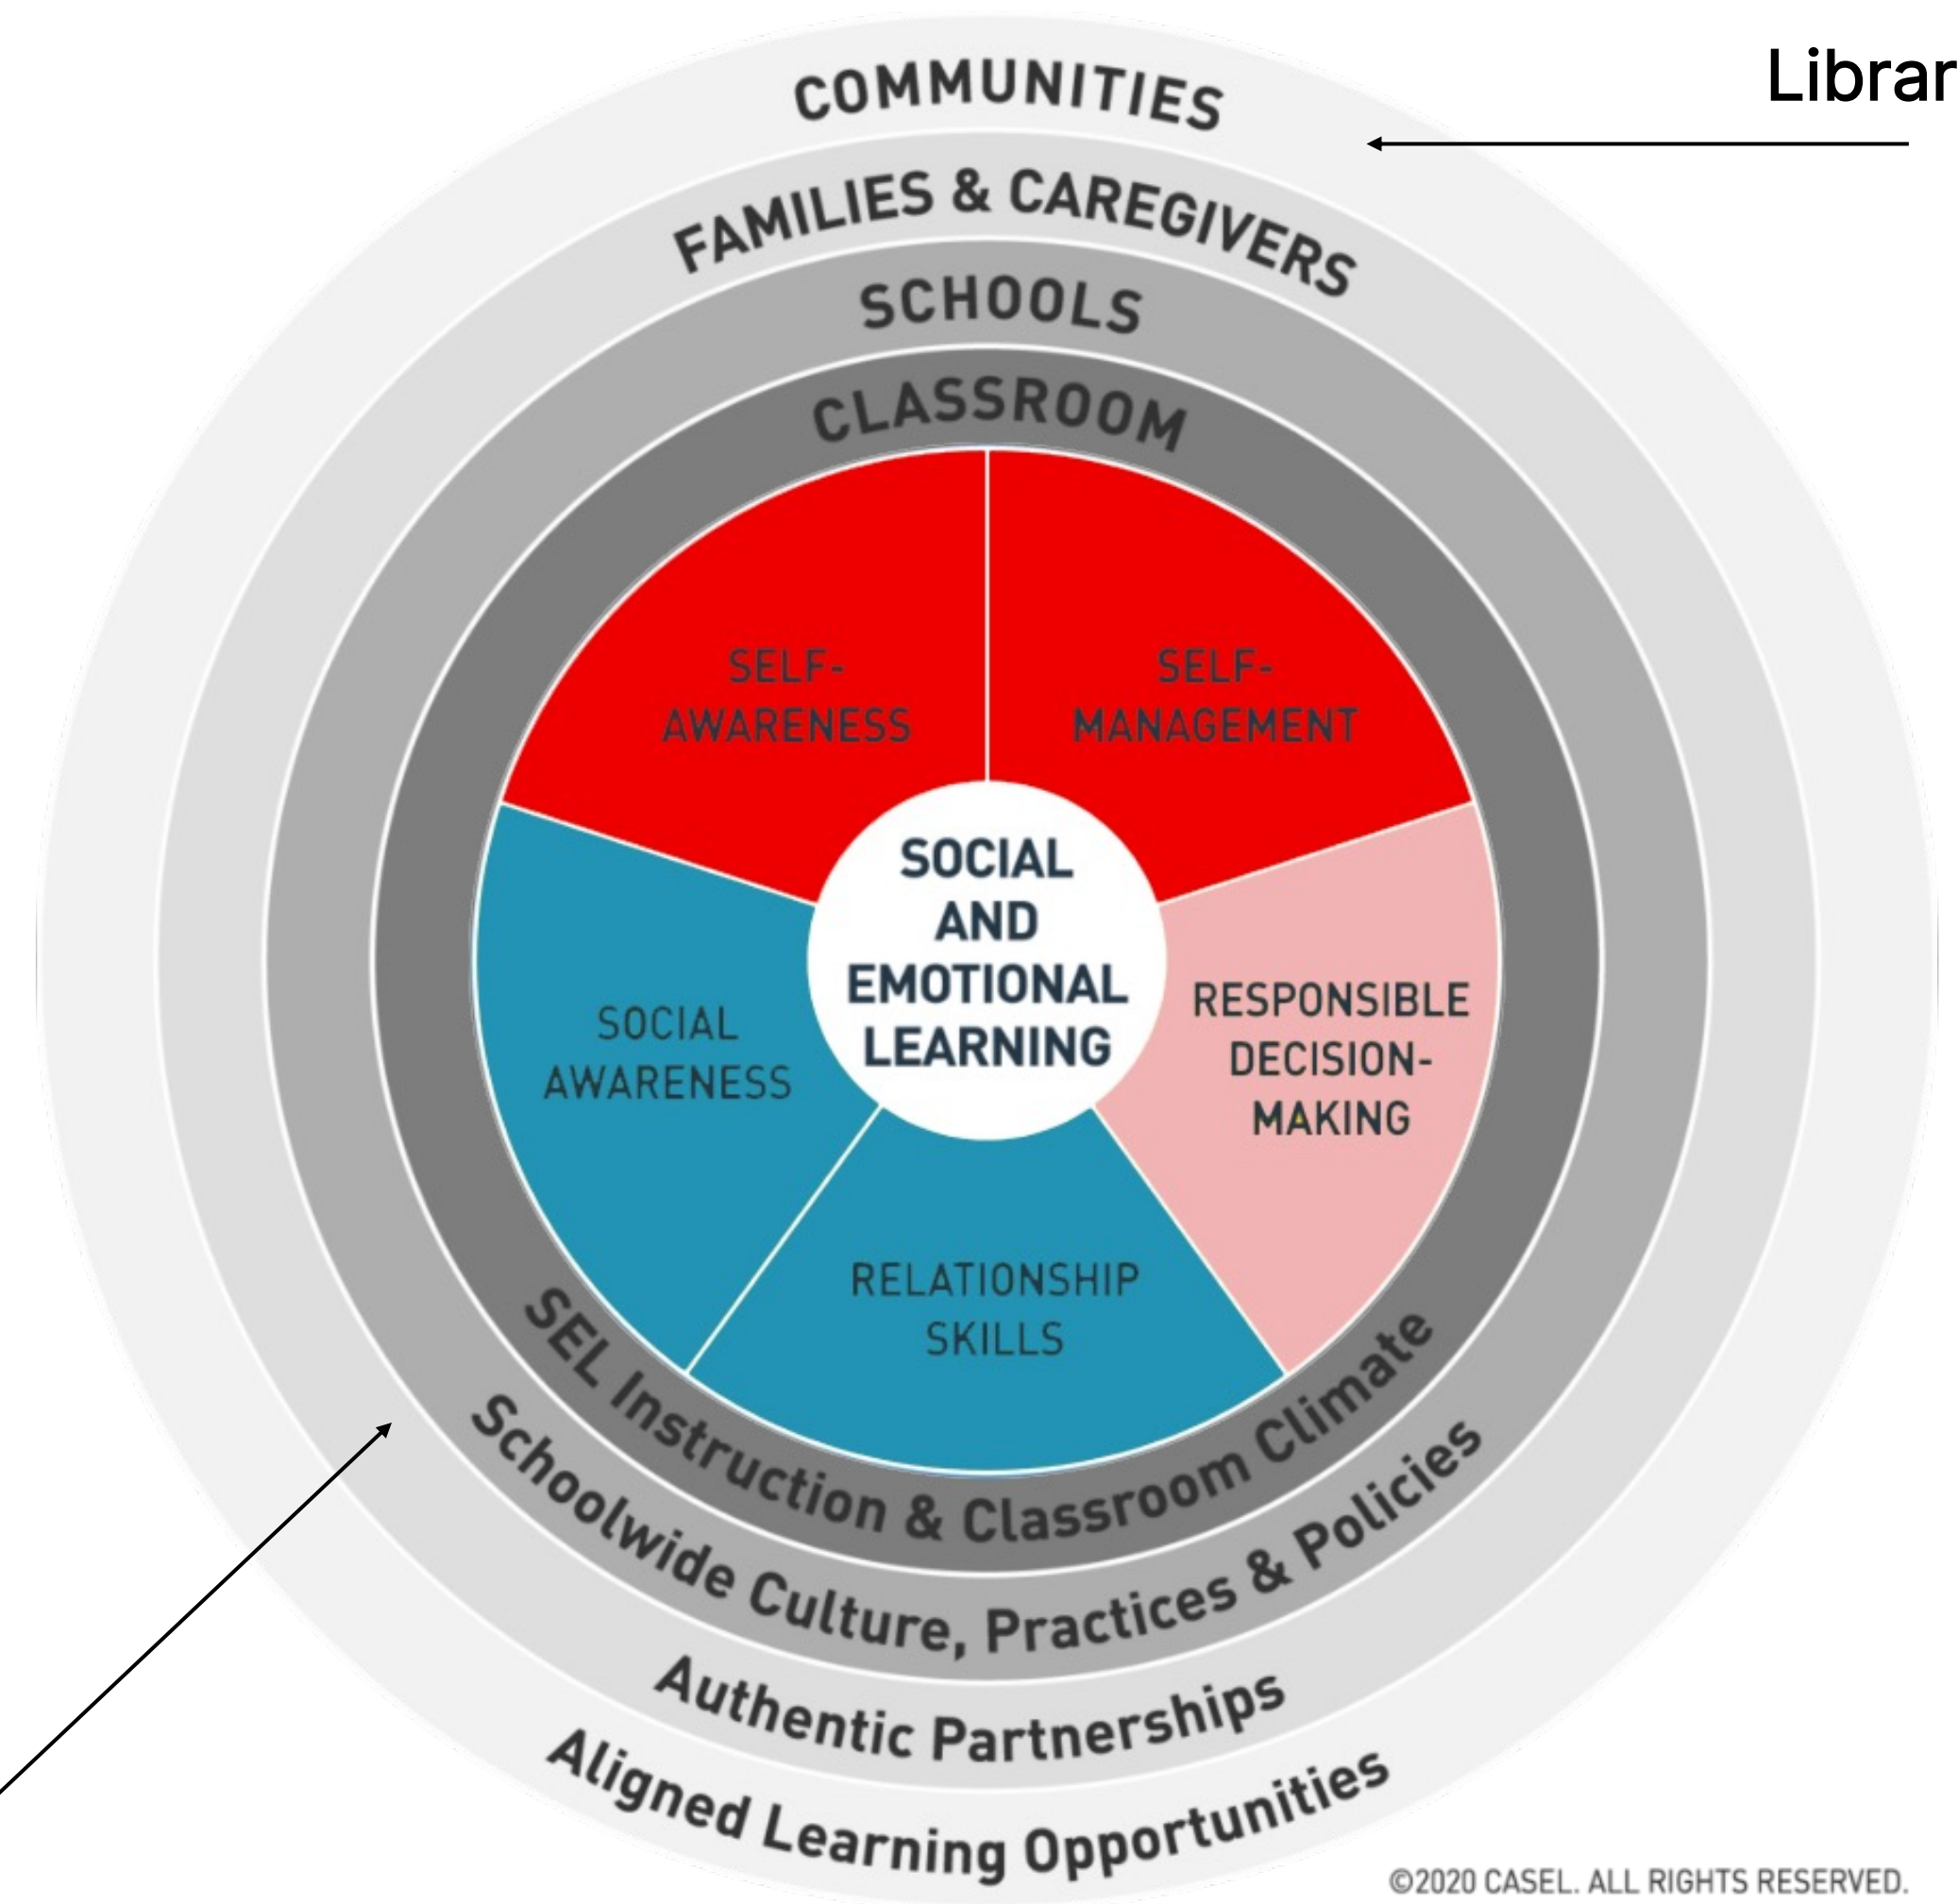 Librar
COMMUNITIES
FAMILIES & CAREGIVERS
SCHOOLS
CLASSROOM
SELF-
AWARENESS
SELF-
MANAGEMENT
SOCIAL
AND
EMOTIONAL
LEARNING
SOCIAL
AWARENESS
RESPONSIBLE
DECISION-
MAKING
RELATIONSHIP
SKILLS
SEL Instruction & Classroom Climate
Schoolwide Culture, Practices & Policies
Authentic Partnerships
Aligned Learning Opportunities
©2020 CASEL. ALL RIGHTS RESERVED.